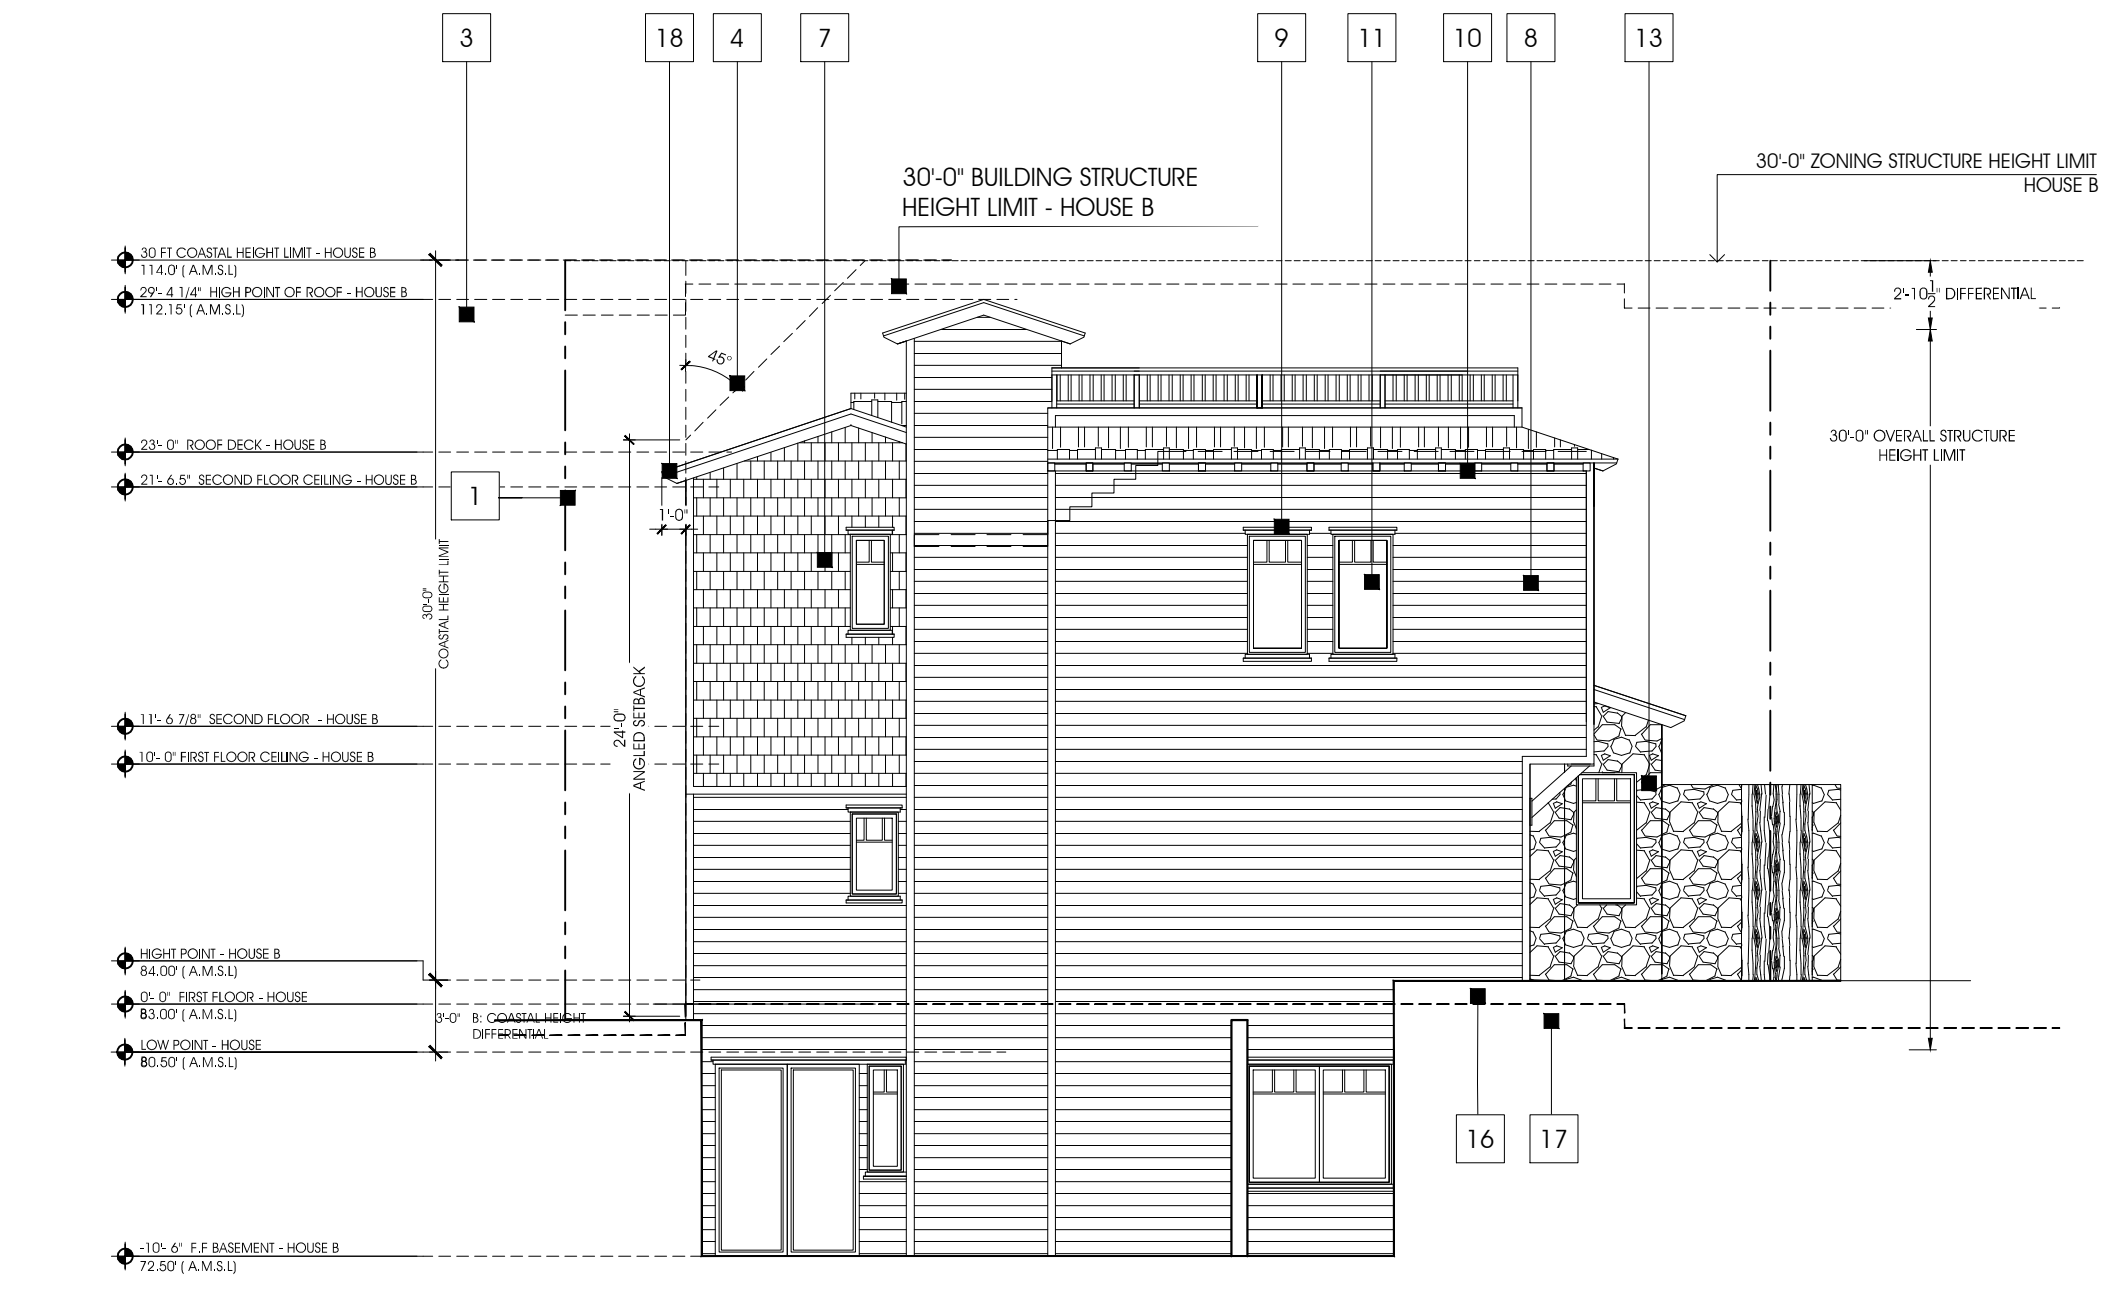 3
18
4
7
9
11
10
8
13
30'-0" BUILDING STRUCTURE
HEIGHT LIMIT - HOUSE B
30'-0" ZONING STRUCTURE HEIGHT LIMIT
HOUSE B
30 FT COASTAL HEIGHT LIMIT - HOUSE B
114.0' ( A.M.S.L)
29'- 4 1/4" HIGH POINT OF ROOF - HOUSE B
112.15' ( A.M.S.L)
2'-10 1/2" DIFFERENTIAL
45°
23'- 0" ROOF DECK - HOUSE B
30'-0" OVERALL STRUCTURE
HEIGHT LIMIT
21'- 6.5" SECOND FLOOR CEILING - HOUSE B
1
1'-0"
30'-0"
COASTAL HEIGHT LIMIT
24'-0"
ANGLED SETBACK
11'- 6 7/8" SECOND FLOOR - HOUSE B
10'- 0" FIRST FLOOR CEILING - HOUSE B
HIGHT POINT - HOUSE B
84.00' ( A.M.S.L)
0'- 0" FIRST FLOOR - HOUSE
B
83.00' ( A.M.S.L)
3'-0" B: COASTAL HEIGHT
DIFFERENTIAL
LOW POINT - HOUSE
B
80.50' ( A.M.S.L)
16
17
-10'- 6" F.F BASEMENT - HOUSE B
72.50' ( A.M.S.L)